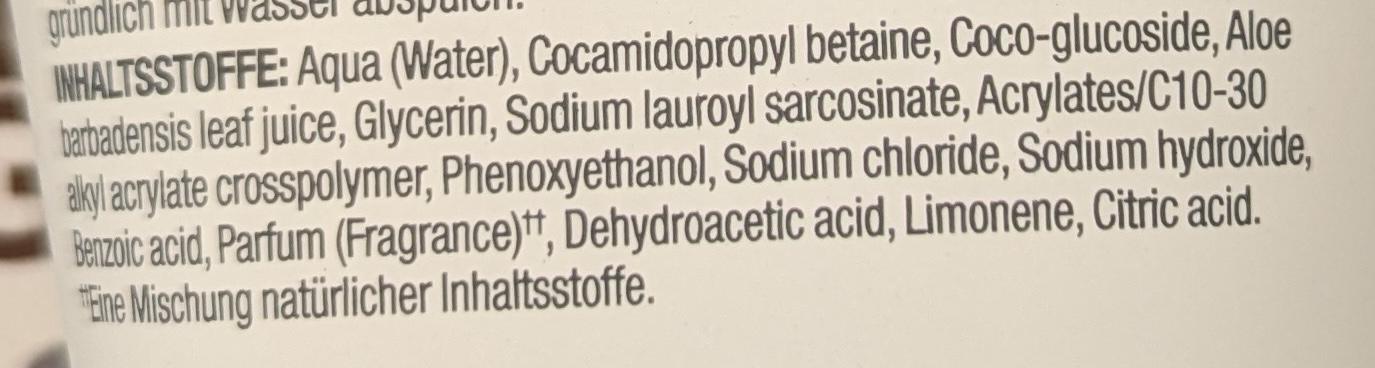 gründlich mit Wasser abspülen.
INHALTSSTOFFE: Aqua (Water), Cocamidopropyl betaine, Coco-glucoside, Aloe
barbadensis leaf juice, Glycerin, Sodium lauroyl sarcosinate, Acrylates/C10-30
alkyl acrylate crosspolymer, Phenoxyethanol, Sodium chloride, Sodium hydroxide,
Benzoic acid, Parfum (Fragrance)††, Dehydroacetic acid, Limonene, Citric acid.
††Eine Mischung natürlicher Inhaltsstoffe.